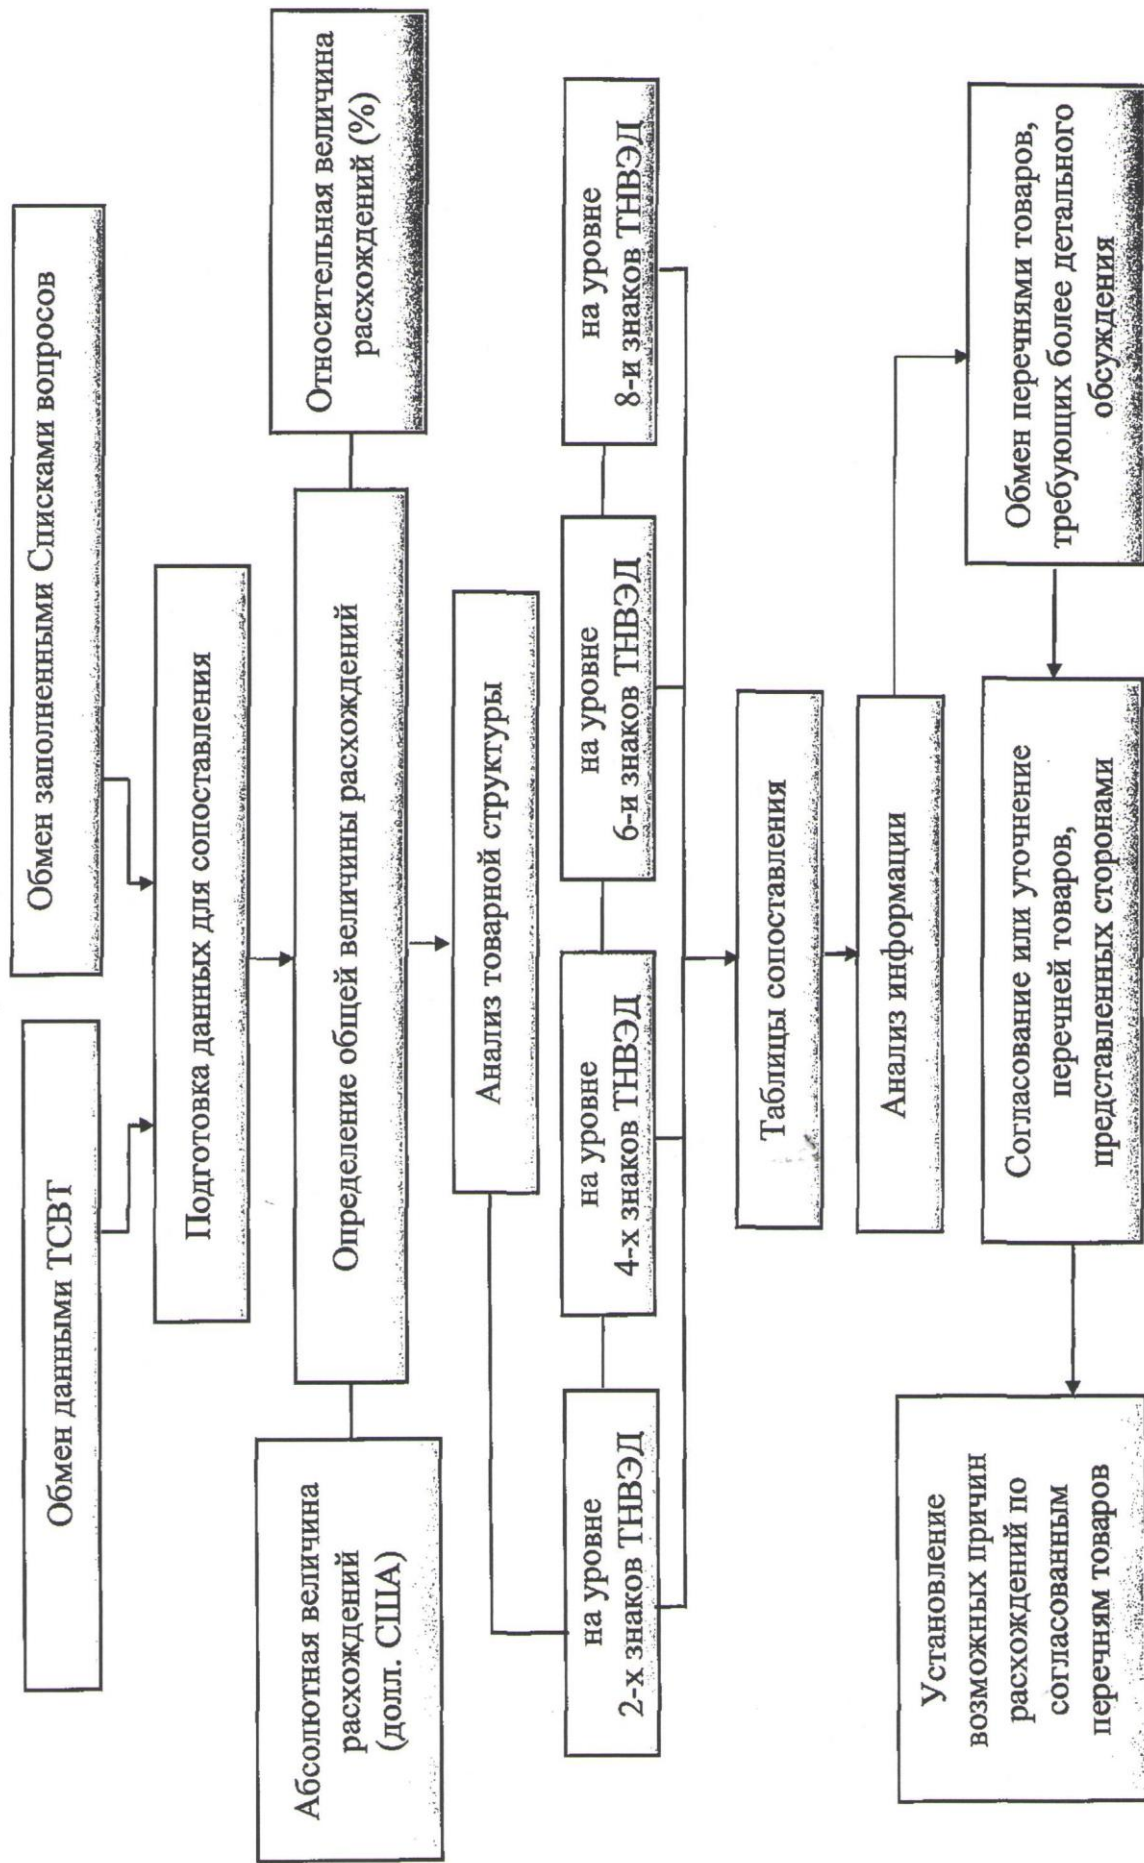 Обмен данными ТСВТ
Обмен заполненными Списками вопросов
Подготовка данных для сопоставления
Абсолютная величина
расхождений
(долл. США)
Определение общей величины расхождений
Относительная величина
расхождений (%)
Анализ товарной структуры
на уровне
2-х знаков ТНВЭД
на уровне
4-х знаков ТНВЭД
на уровне
6-и знаков ТНВЭД
на уровне
8-и знаков ТНВЭД
Таблицы сопоставления
Анализ информации
Установление
возможных причин
расхождений по
согласованным
перечням товаров
Согласование или уточнение
перечней товаров,
представленных сторонами
Обмен перечнями товаров,
требующих более детального
обсуждения